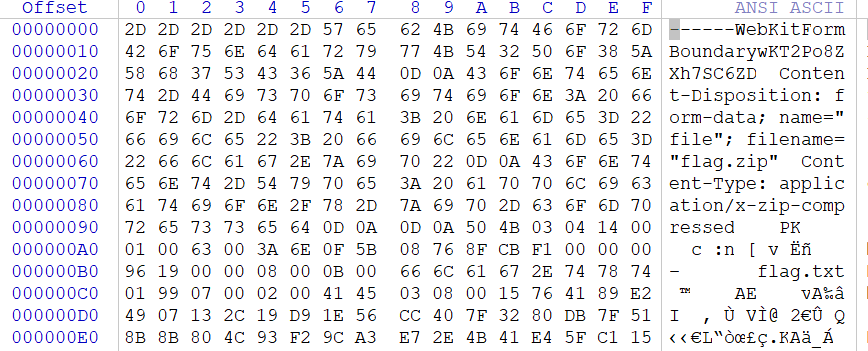 Offset 0 1 2 3 4 5 6 7 8 9 A B C D E F ANSI ASCII
00000000 2D 2D 2D 2D 2D 2D 57 65 62 4B 69 74 46 6F 72 6D ------WebKitForm
00000010 42 6F 75 6E 64 61 72 79 77 4B 54 32 50 6F 38 5A BoundarywKT2Po8Z
00000020 58 68 37 53 43 36 5A 44 0D 0A 43 6F 6E 74 65 6E Xh7SC6ZD Conten
00000030 74 2D 44 69 73 70 6F 73 69 74 69 6F 6E 3A 20 66 t-Disposition: f
00000040 6F 72 6D 2D 64 61 74 61 3B 20 6E 61 6D 65 3D 22 orm-data; name="
00000050 66 69 6C 65 22 3B 20 66 69 6C 65 6E 61 6D 65 3D file"; filename=
00000060 22 66 6C 61 67 2E 7A 69 70 22 0D 0A 43 6F 6E 74 "flag.zip" Cont
00000070 65 6E 74 2D 54 79 70 65 3A 20 61 70 70 6C 69 63 ent-Type: applic
00000080 61 74 69 6F 6E 2F 78 2D 7A 69 70 2D 63 6F 6D 70 ation/x-zip-comp
00000090 72 65 73 73 65 64 0D 0A 0D 0A 50 4B 03 04 14 00 ressed PK
000000A0 01 00 63 00 3A 6E 0F 5B 08 76 8F CB F1 00 00 00 c :n [ v Ëñ
000000B0 96 19 00 00 08 00 0B 00 66 6C 61 67 2E 74 78 74 – flag.txt
000000C0 01 99 07 00 02 00 41 45 03 08 00 15 76 41 89 E2 ™ AE vA‰â
000000D0 49 07 13 2C 19 D9 1E 56 CC 40 7F 32 80 DB 7F 51 I , Ù VÌ@ 2€Û Q
000000E0 8B 8B 80 4C 93 F2 9C A3 E7 2E 4B 41 E4 5F C1 15 ‹‹€L“òœ£ç.KAä_Á